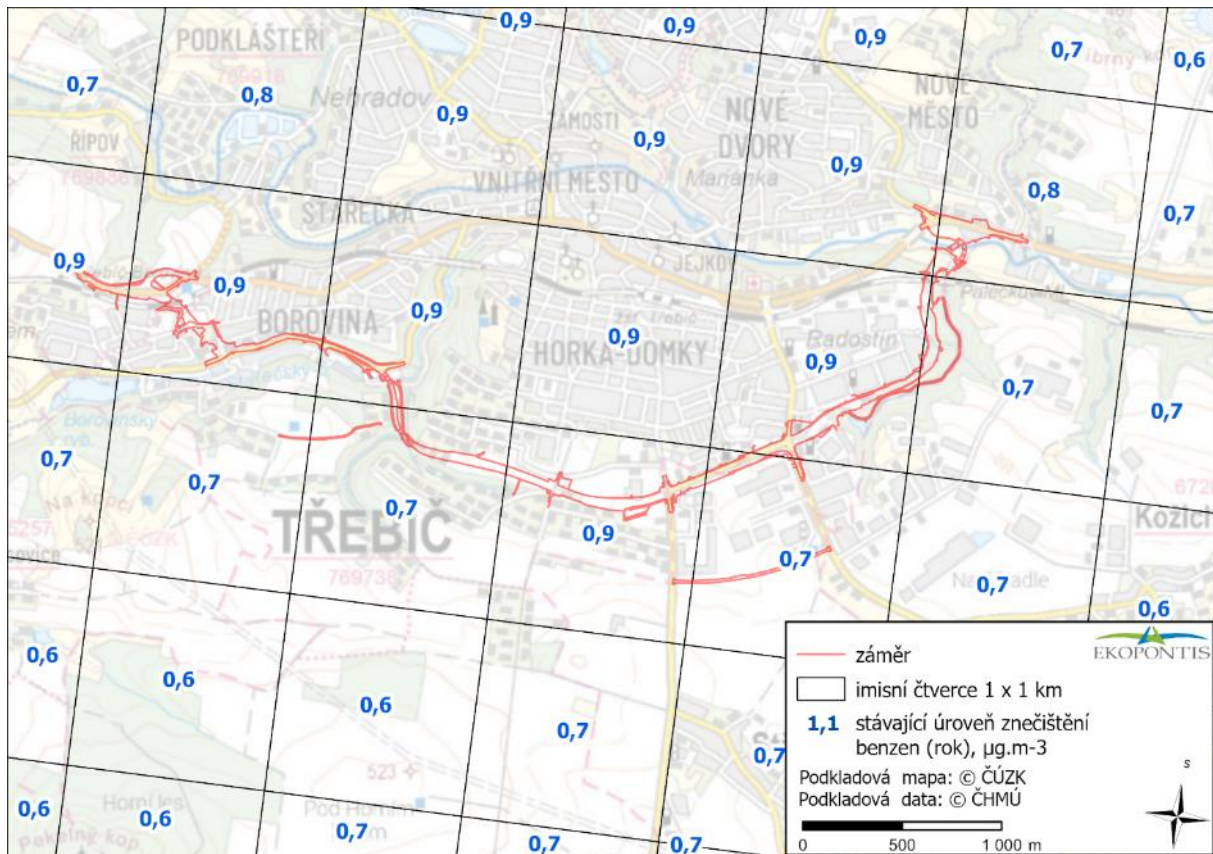 0,9
0,9
0,9
PODKLÁŠTEŘÍ
769918
0,7
0,6
0,7
0,8
Nehradov
0,9
ZÁMOSTÍ
NOVÉ
DVORY
NOVÉ
MĚSTO
ŘÍPOV
0,9
VNITŘNÍ MĚSTO
Mariánka
0,9
0,8
STAŘEČKA
0,7
0,9
0,9
BOROVINA
0,9
JEJKOV
0,9
HORKA-DOMKY
Radostín
0,9
0,7
0,7
0,7
Na kopci
0,7
0,7
TŘEBÍČ
769738
0,9
0,7
Kožich
0,7
0,6
0,6
0,6
0,6
0,7
0,7
523
0,6
Horní les
0,6
Pod Horním
0,7
0,7
0,7
záměr
EKOPONTIS
imisní čtverce 1 x 1 km
1,1 stávající úroveň znečištění
benzen (rok), µg.m-3
Podkladová mapa: © ČÚZK
Podkladová data: © ČHMÚ
S
0 500 1 000 m